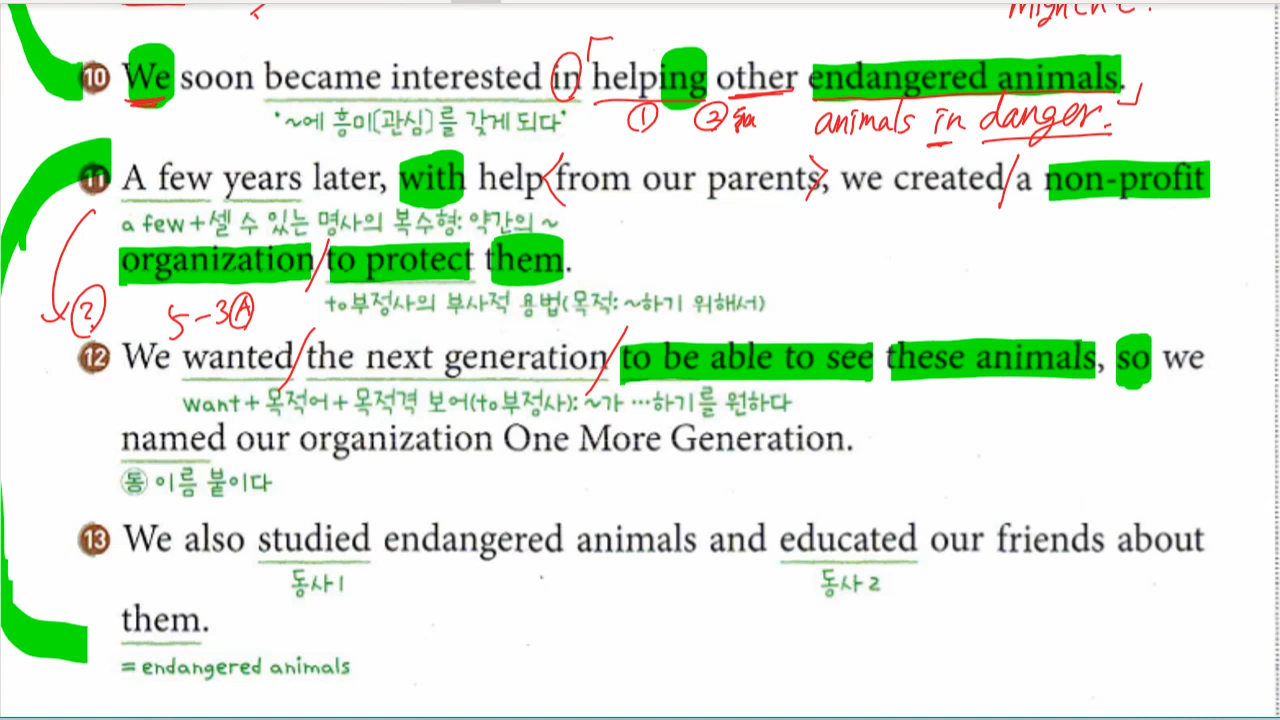 ⑩ We soon became interested in helping other endangered animals.
'~에 흥미[관심]를 갖게 되다' ① ② animals in danger.
⑪ A few years later, with help from our parents, we created a non-profit
a few+셀 수 있는 명사의 복수형: 약간의 ~
organization to protect them.
to부정사의 부사적 용법(목적: ~하기 위해서)
? 5-3Ⓐ
⑫ We wanted the next generation to be able to see these animals, so we
want+목적어+목적격 보어(to부정사): ~가 …하기를 원하다
named our organization One More Generation.
동 이름 붙이다
⑬ We also studied endangered animals and educated our friends about
동사1 동사2
them.
= endangered animals